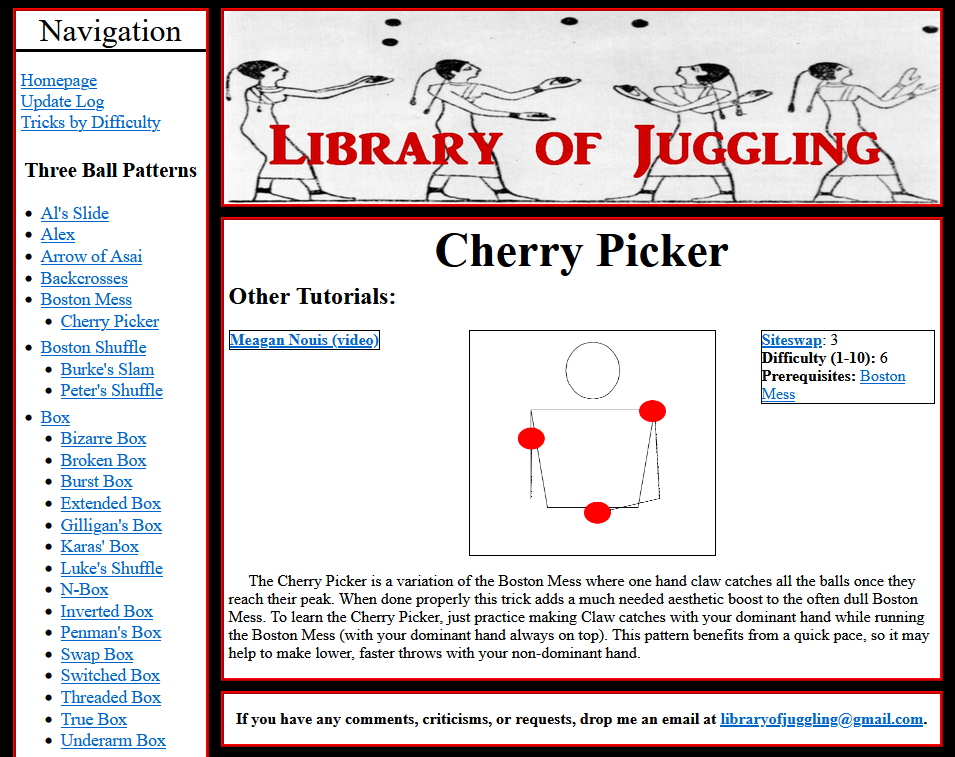 Navigation
Homepage
Update Log
Tricks by Difficulty
Three Ball Patterns
Al's Slide
Alex
Arrow of Asai
Backcrosses
Boston Mess
Cherry Picker
Boston Shuffle
Burke's Slam
Peter's Shuffle
Box
Bizarre Box
Broken Box
Burst Box
Extended Box
Gilligan's Box
Karas' Box
Luke's Shuffle
N-Box
Inverted Box
Penman's Box
Swap Box
Switched Box
Threaded Box
True Box
Underarm Box
Library of Juggling
Cherry Picker
Other Tutorials:
Meagan Nouis (video)
Siteswap: 3
Difficulty (1-10): 6
Prerequisites: Boston
Mess
The Cherry Picker is a variation of the Boston Mess where one hand claw catches all the balls once they
reach their peak. When done properly this trick adds a much needed aesthetic boost to the often dull Boston
Mess. To learn the Cherry Picker, just practice making Claw catches with your dominant hand while running
the Boston Mess (with your dominant hand always on top). This pattern benefits from a quick pace, so it may
help to make lower, faster throws with your non-dominant hand.
If you have any comments, criticisms, or requests, drop me an email at libraryofjuggling@gmail.com.